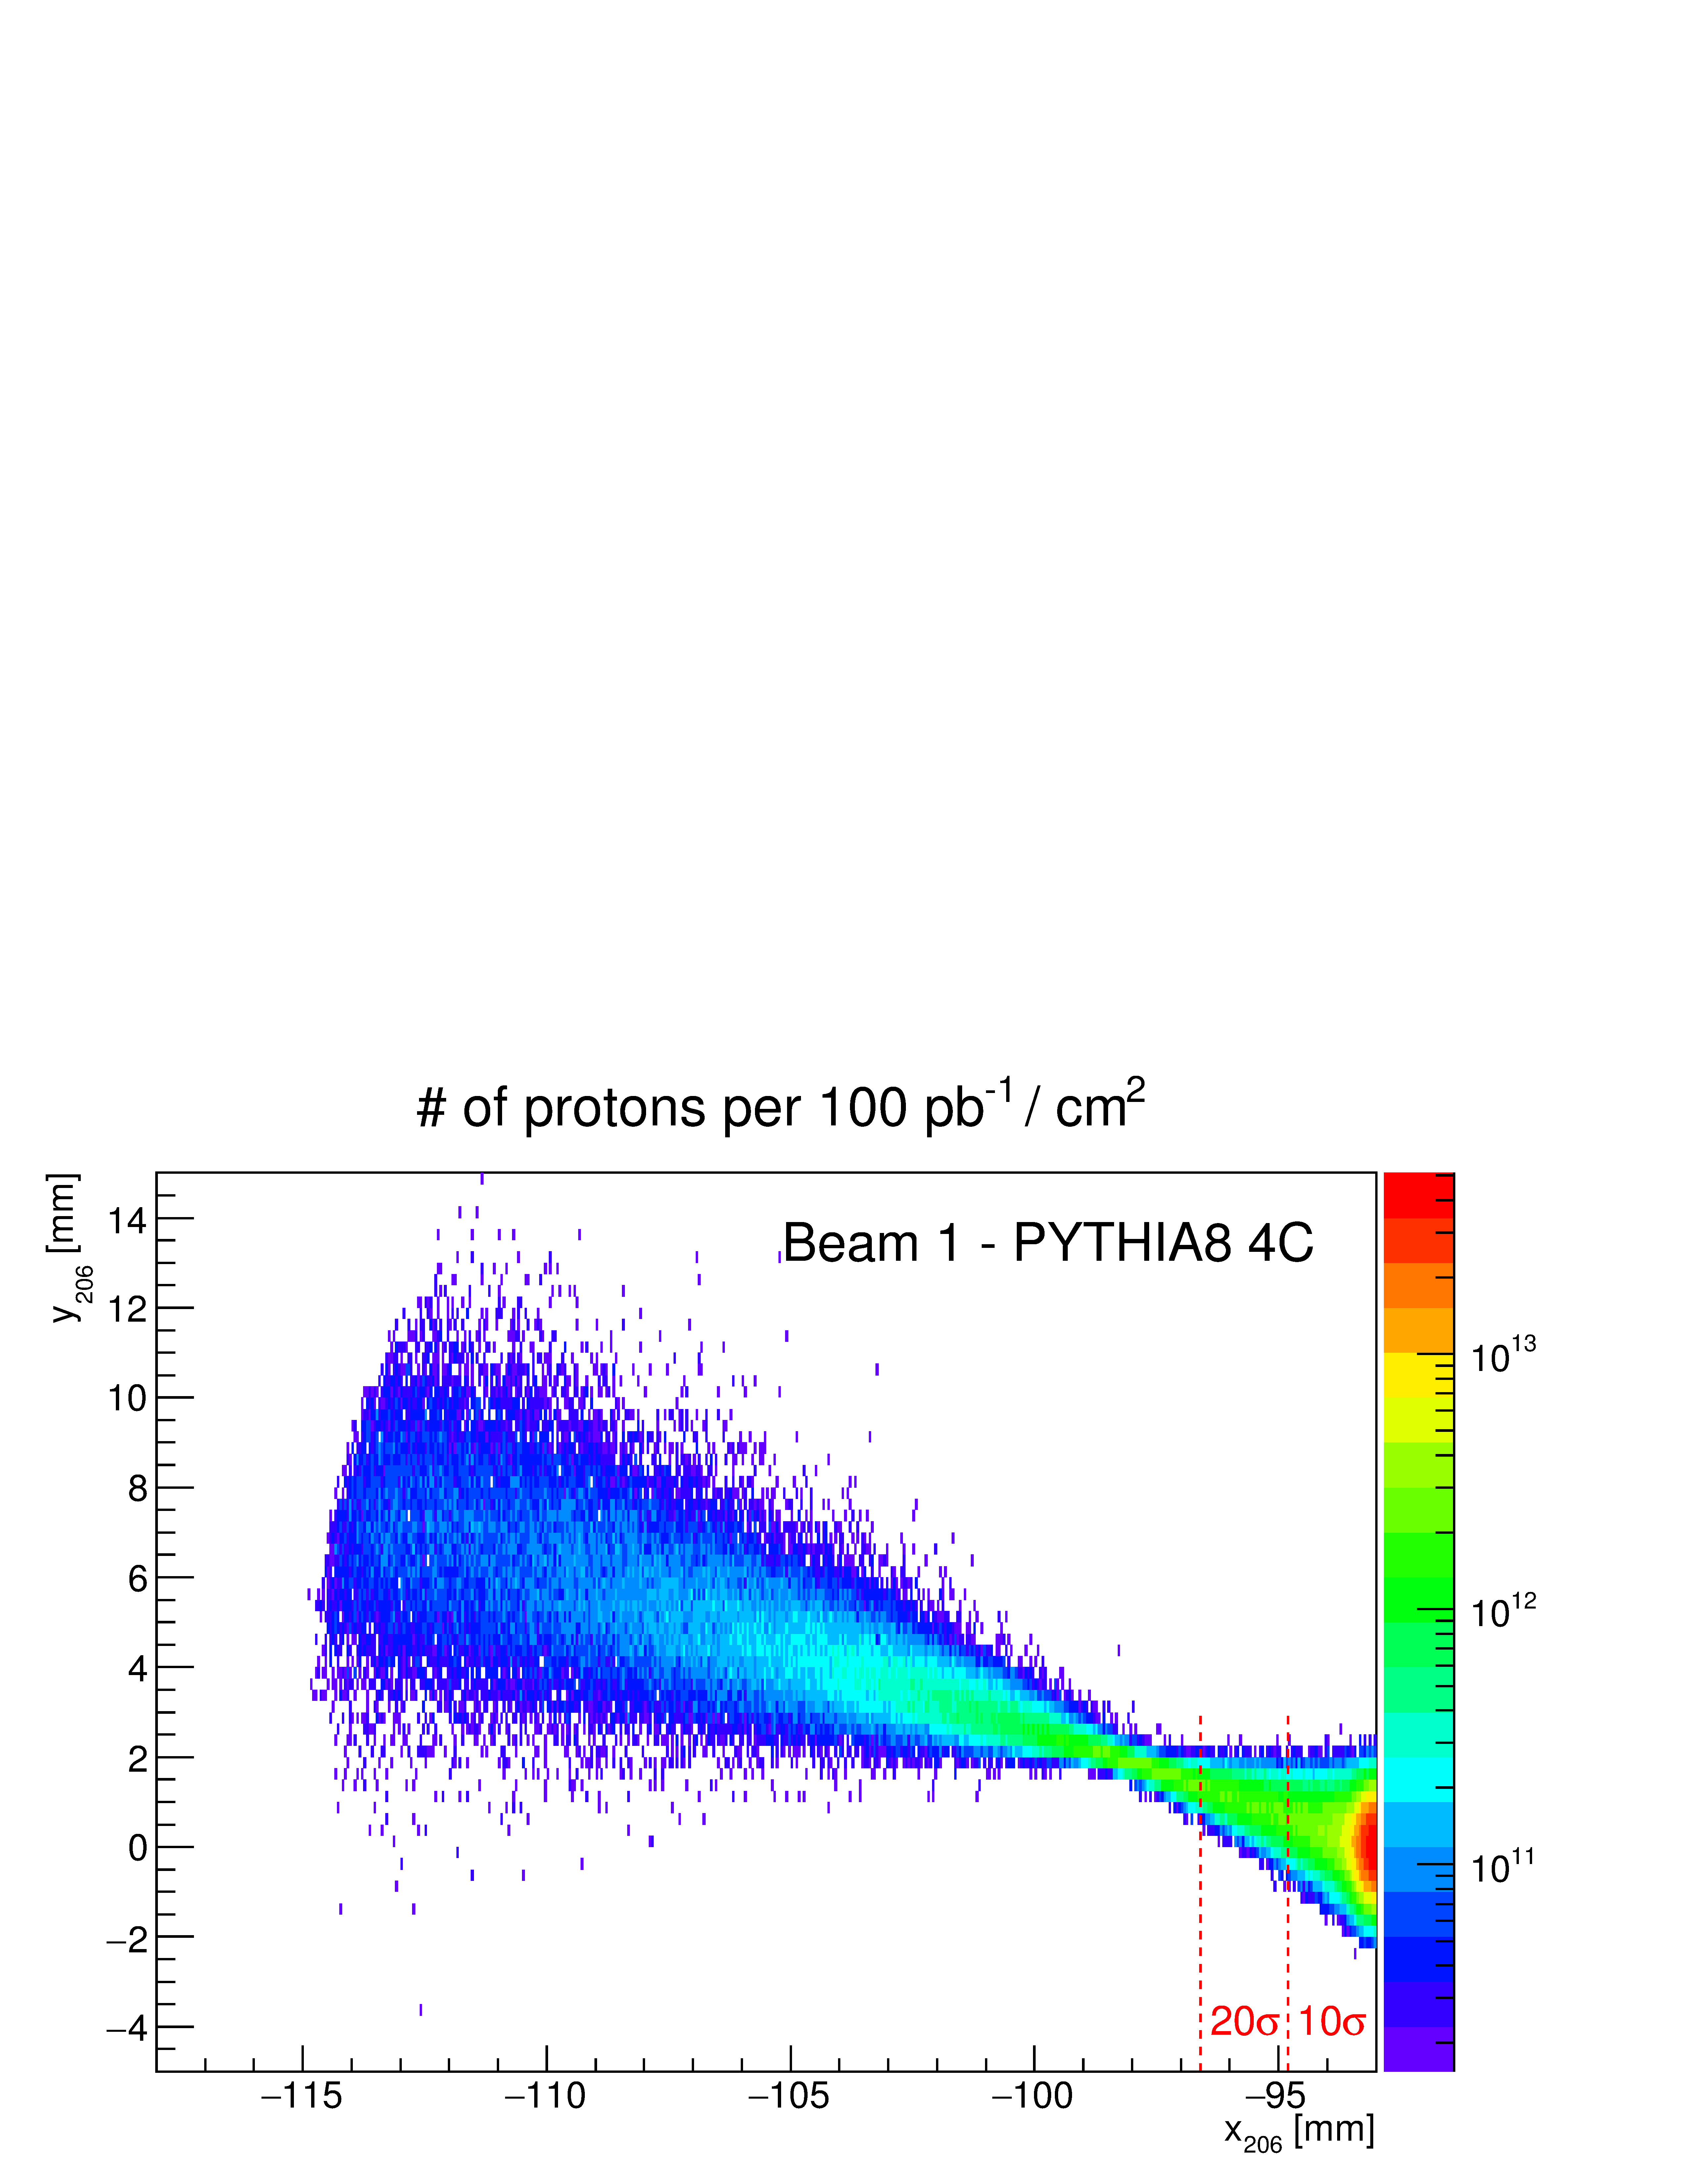 # of protons per 100 pb⁻¹ / cm²
y₂₀₆ [mm]
Beam 1 - PYTHIA8 4C
14
12
10
8
6
4
2
0
−2
−4
10¹³
10¹²
10¹¹
20σ 10σ
−115 −110 −105 −100 −95
x₂₀₆ [mm]